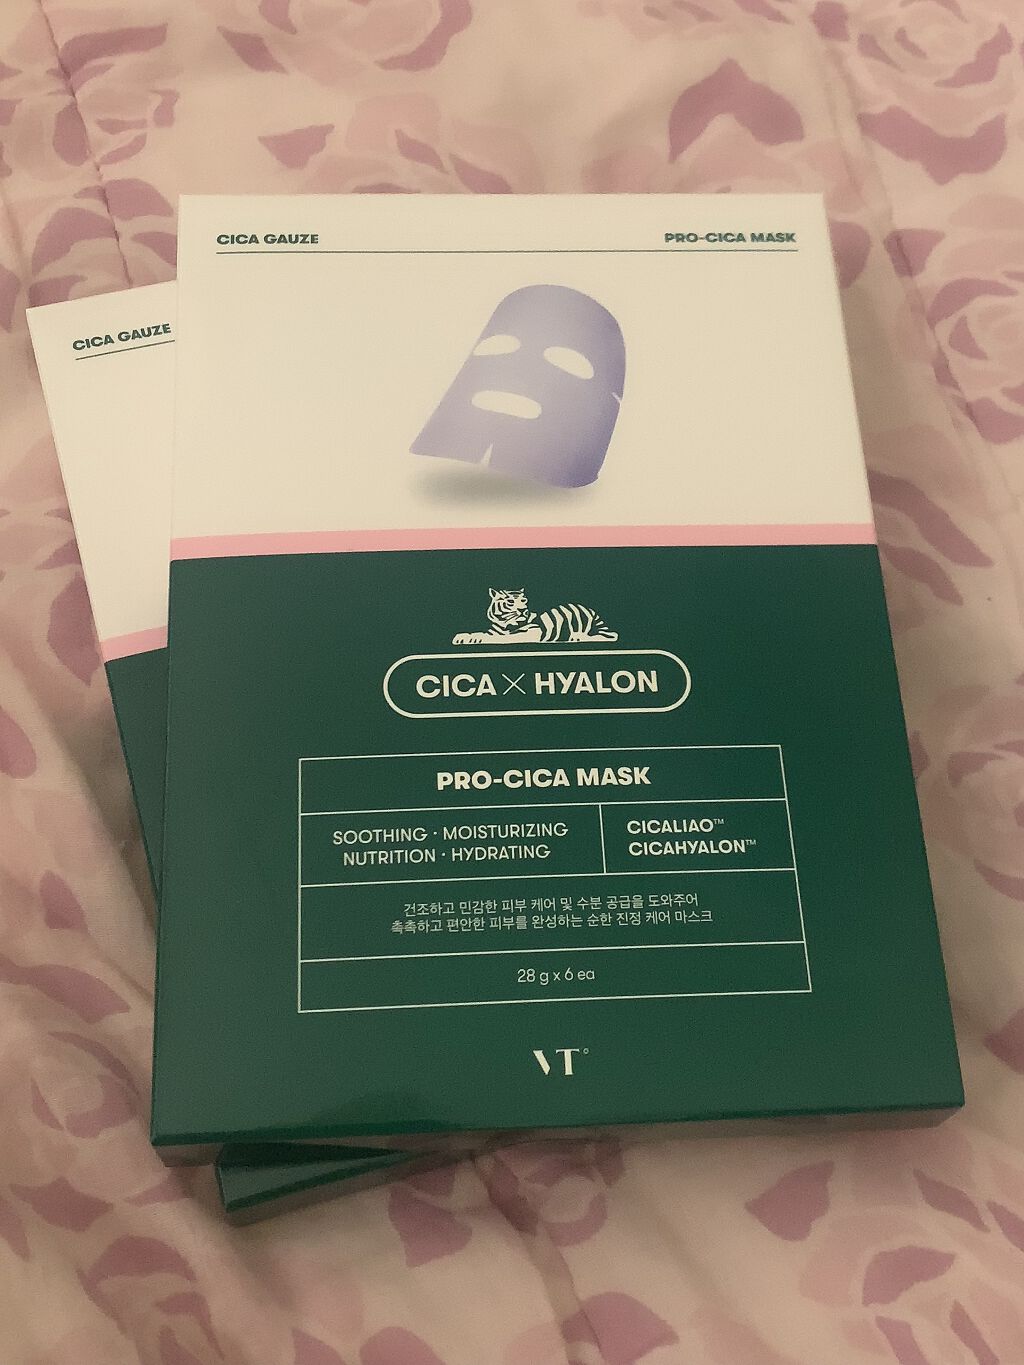 CICA GAUZE
PRO-CICA MASK
CICA GAUZE
CICA × HYALON
PRO-CICA MASK
SOOTHING · MOISTURIZING
NUTRITION · HYDRATING
CICALIAO™
CICAHYALON™
건조하고 민감한 피부 케어 및 수분 공급을 도와주어
촉촉하고 편안한 피부를 완성하는 순한 진정 케어 마스크
28 g x 6 ea
VT